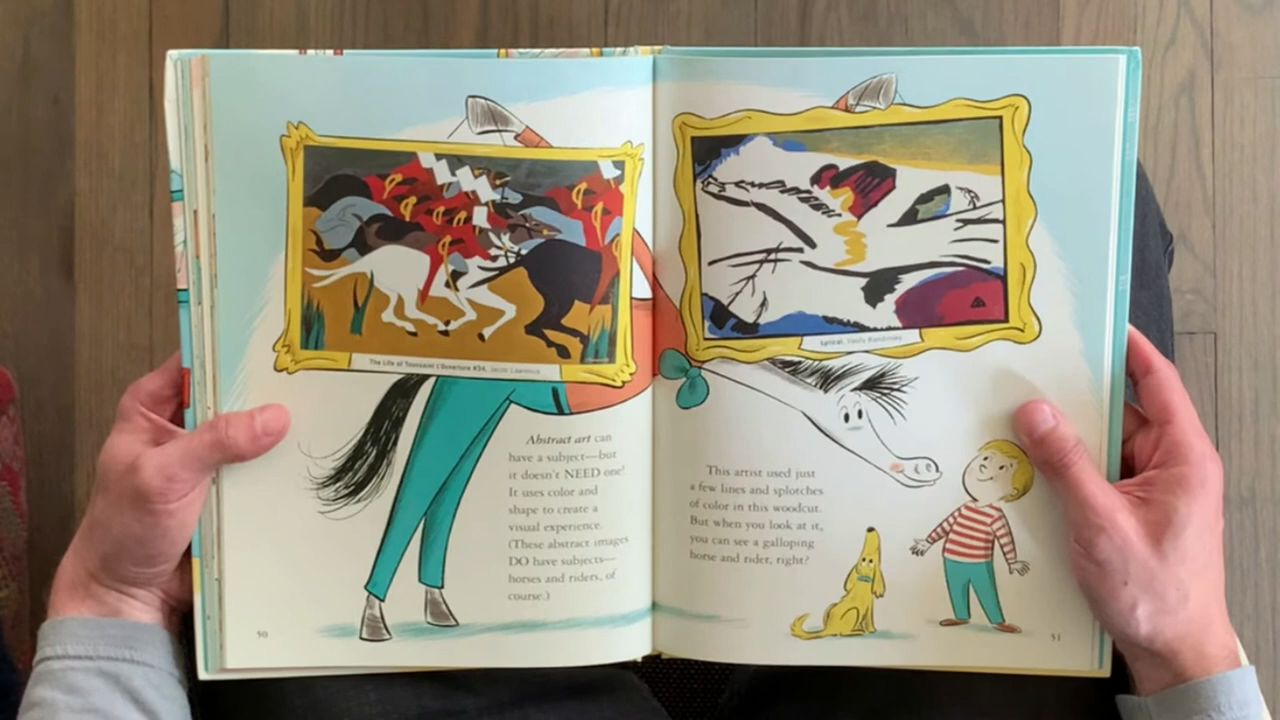 The Life of Toussaint L'Ouverture #34, Jacob Lawrence
Abstract art can
have a subject—but
it doesn't NEED one!
It uses color and
shape to create a
visual experience.
(These abstract images
DO have subjects—
horses and riders, of
course.)
50
Lyrical, Vasily Kandinsky
This artist used just
a few lines and splotches
of color in this woodcut.
But when you look at it,
you can see a galloping
horse and rider, right?
51